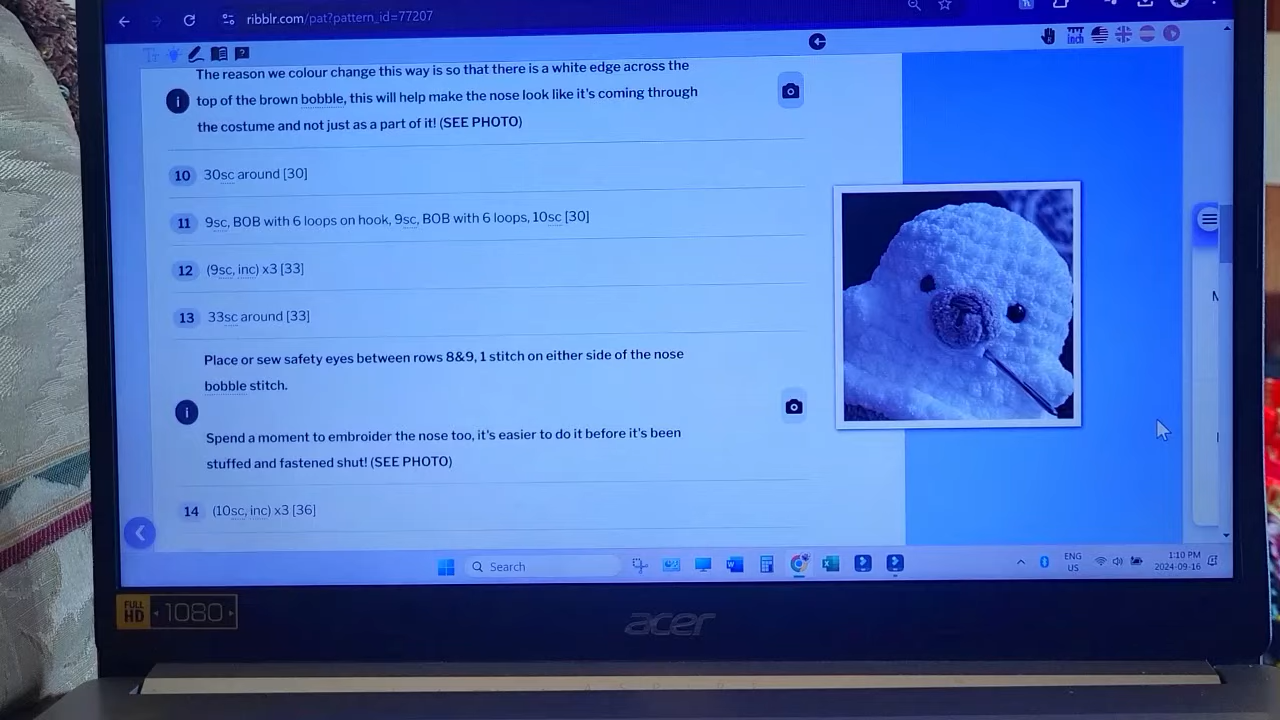 ribblr.com/pat?pattern_id=77207
inch
The reason we colour change this way is so that there is a white edge across the
top of the brown bobble, this will help make the nose look like it's coming through
the costume and not just as a part of it! (SEE PHOTO)
10 30sc around [30]
11 9sc, BOB with 6 loops on hook, 9sc, BOB with 6 loops, 10sc [30]
12 (9sc, inc) x3 [33]
13 33sc around [33]
Place or sew safety eyes between rows 8&9, 1 stitch on either side of the nose
bobble stitch.
Spend a moment to embroider the nose too, it's easier to do it before it's been
stuffed and fastened shut! (SEE PHOTO)
14 (10sc, inc) x3 [36]
Search
ENG
US
1:10 PM
2024-09-16
FULL HD 1080
acer